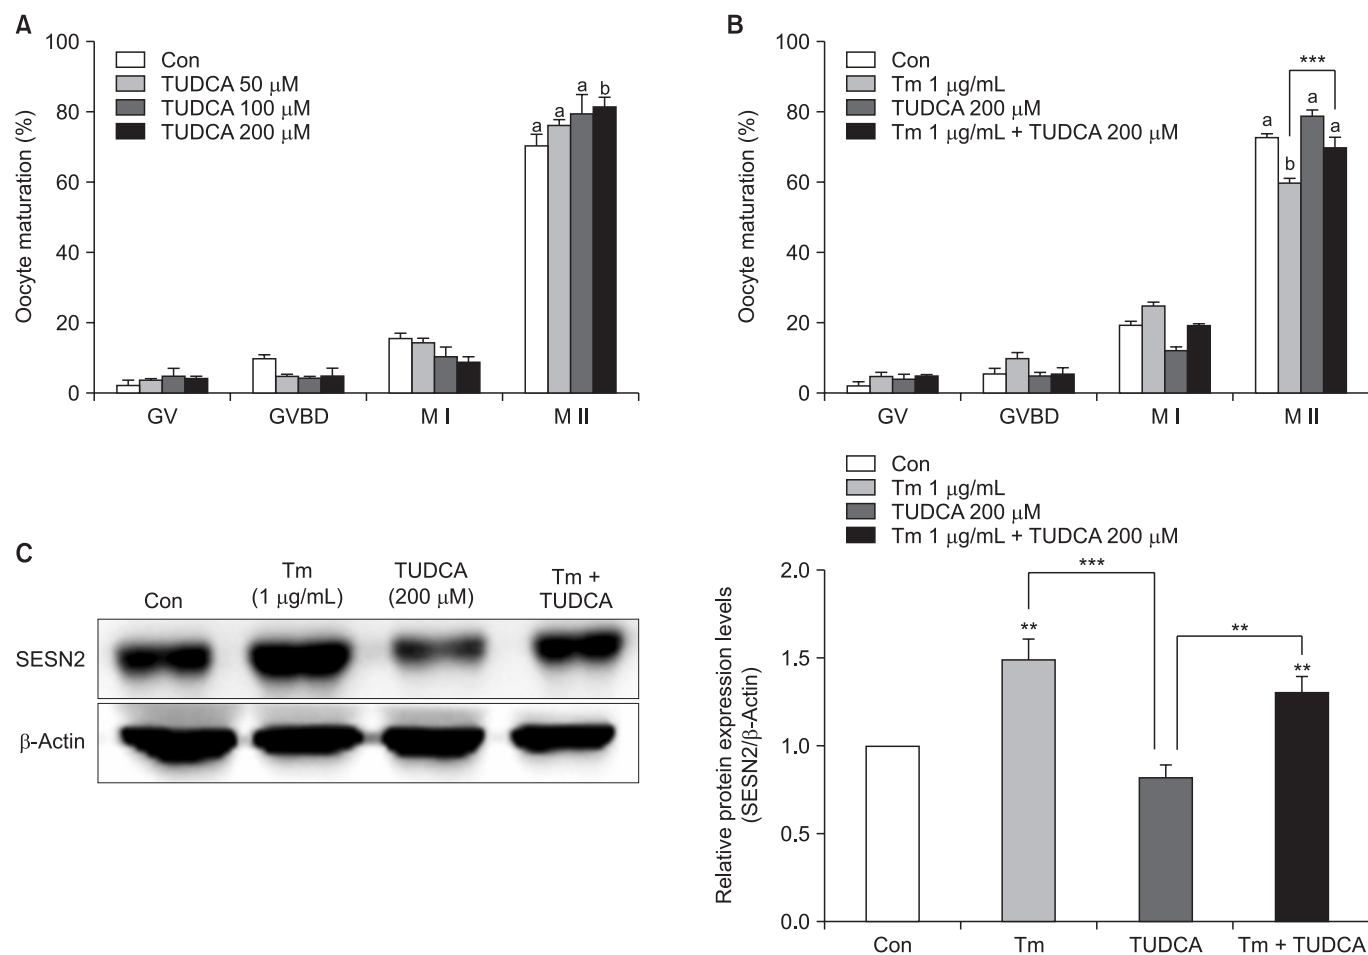 A
100
80
60
40
20
0
Oocyte maturation (%)
Con
TUDCA 50 μM
TUDCA 100 μM
TUDCA 200 μM
a
a
a
b
GV
GVBD
M I
M II
B
100
80
60
40
20
0
Oocyte maturation (%)
Con
Tm 1 μg/mL
TUDCA 200 μM
Tm 1 μg/mL + TUDCA 200 μM
***
a
b
a
a
GV
GVBD
M I
M II
C
Con
Tm
(1 μg/mL)
TUDCA
(200 μM)
Tm +
TUDCA
SESN2
β-Actin
Con
Tm 1 μg/mL
TUDCA 200 μM
Tm 1 μg/mL + TUDCA 200 μM
2.0
1.5
1.0
0.5
0.0
Relative protein expression levels
(SESN2/β-Actin)
***
**
**
**
Con
Tm
TUDCA
Tm + TUDCA